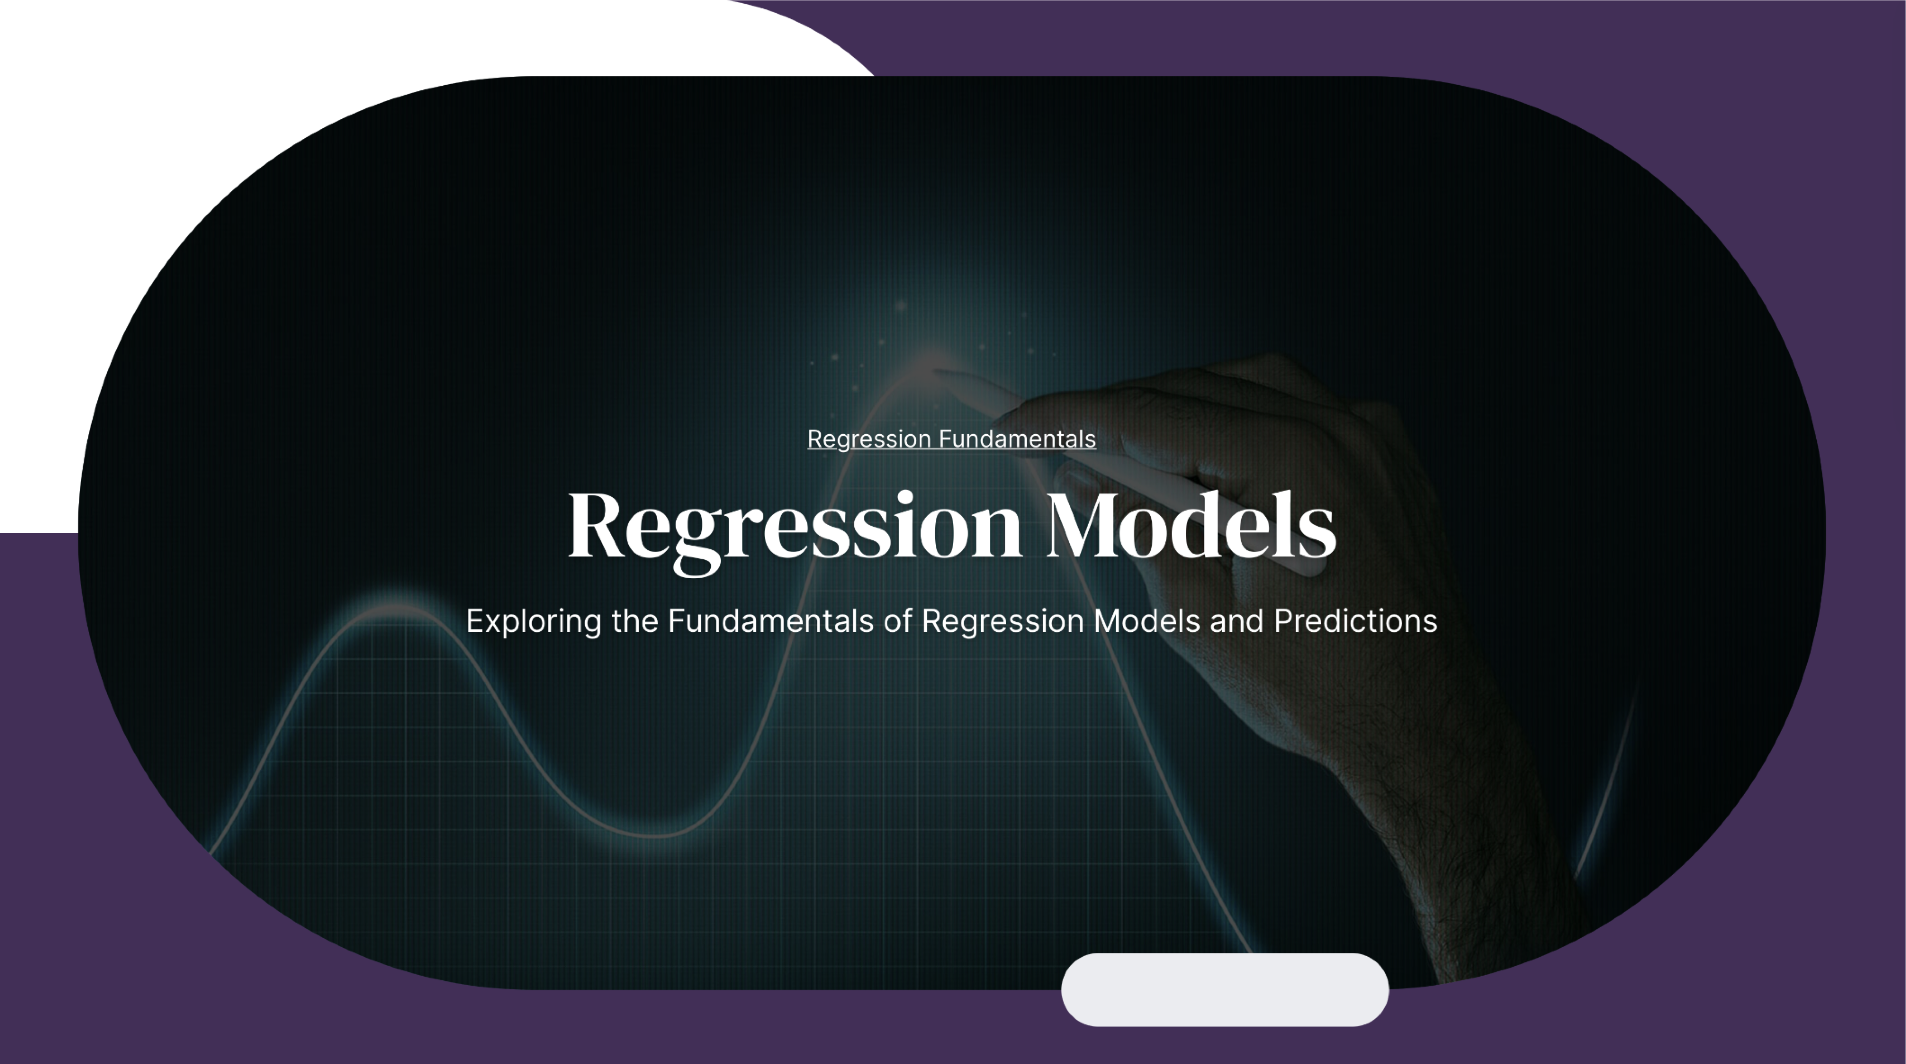 Regression Fundamentals
Regression Models
Exploring the Fundamentals of Regression Models and Predictions